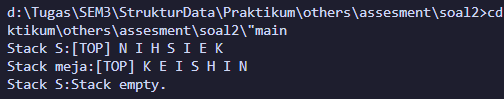 d:\Tugas\SEM3\StrukturData\Praktikum\others\assesment\soal2>cd
ktikum\others\assesment\soal2\"main
Stack S:[TOP] N I H S I E K
Stack meja:[TOP] K E I S H I N
Stack S:Stack empty.